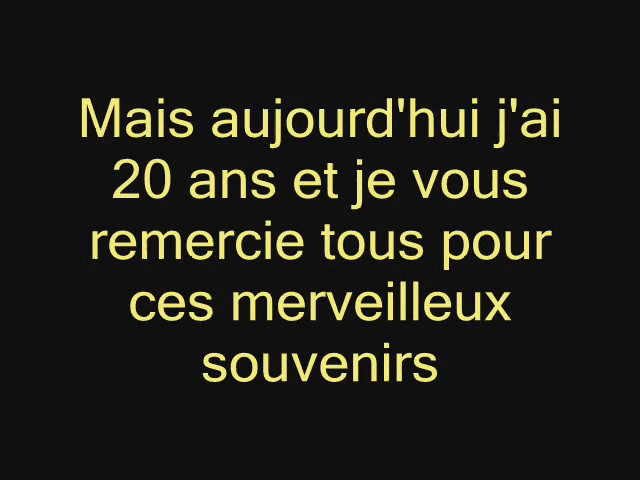 Mais aujourd'hui j'ai
20 ans et je vous
remercie tous pour
ces merveilleux
souvenirs